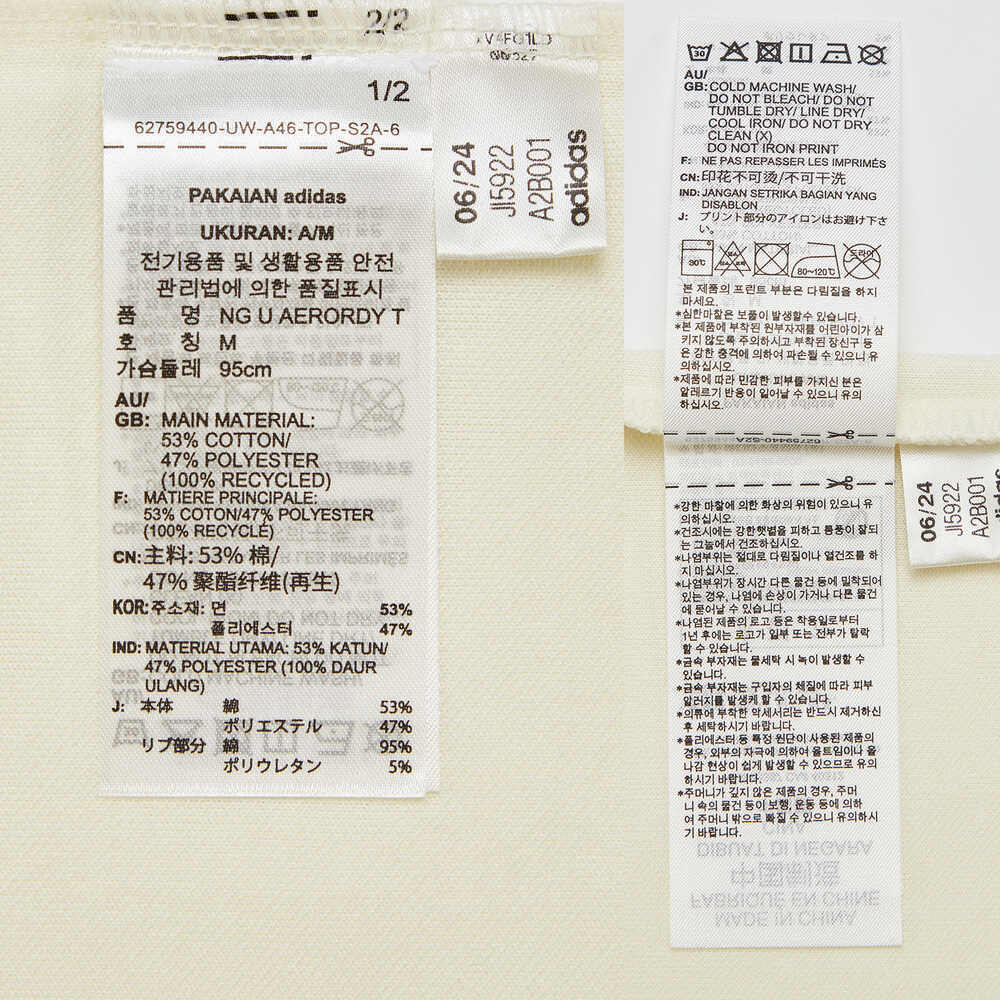 2/2
1/2
62759440-UW-A46-TOP-S2A-6
PAKAIAN adidas
UKURAN: A/M
전기용품 및 생활용품 안전
관리법에 의한 품질표시
품 명 NG U AERORDY T
호 칭 M
가슴둘레 95cm
AU/
GB: MAIN MATERIAL:
53% COTTON/
47% POLYESTER
(100% RECYCLED)
F: MATIERE PRINCIPALE:
53% COTON/47% POLYESTER
(100% RECYCLÉ)
CN:主料: 53% 棉/
47% 聚酯纤维(再生)
KOR:주소재: 면 53%
폴리에스터 47%
IND: MATERIAL UTAMA: 53% KATUN/
47% POLYESTER (100% DAUR
ULANG)
J: 本体 綿 53%
ポリエステル 47%
リブ部分 綿 95%
ポリウレタン 5%
06/24
JI5922
A2B001
adidas
30
AU/
GB:COLD MACHINE WASH/
DO NOT BLEACH/ DO NOT
TUMBLE DRY/ LINE DRY/
COOL IRON/ DO NOT DRY
CLEAN (X)
DO NOT IRON PRINT
F: NE PAS REPASSER LES IMPRIMÉS
CN:印花不可烫/不可干洗
IND: JANGAN SETRIKA BAGIAN YANG
DISABLON
J: プリント部分のアイロンはお避け下さ
い。
30℃
80~120℃
드라이
본 제품의 프린트 부분은 다림질을 하지
마세요.
*심한마찰은 보풀이 발생할수 있습니다.
*본 제품에 부착된 원부자재를 어린아이가 삼
키지 않도록 주의하시고 부착된 장신구 등
은 강한 충격에 의하여 파손될 수 있으니 유
의하십시오.
*제품에 따라 민감한 피부를 가지신 분은
알레르기 반응이 일어날 수 있으니 유의
하십시오.
62759440-S2A
*강한 마찰에 의한 화상의 위험이 있으니 유
의하십시오.
*건조시에는 강한햇볕을 피하고 통풍이 잘되
는 그늘에서 건조하십시오.
*나염부위는 절대로 다림질이나 열건조를 하
지 마십시오.
*나염부위가 장시간 다른 물건 등에 밀착되어
있는 경우, 나염에 손상이 가거나 다른 물건
에 묻어날 수 있습니다.
*나염된 제품의 로고 등은 착용일로부터
1년 후에는 로고가 일부 또는 전부가 탈락
할 수 있습니다.
*금속 부자재는 물세탁 시 녹이 발생할 수
있습니다.
*금속 부자재는 구입자의 체질에 따라 피부
알러지를 발생케 할 수 있습니다.
*의류에 부착한 악세서리는 반드시 제거하신
후 세탁하시기 바랍니다.
*폴리에스터 등 특정 원단이 사용된 제품의
경우, 외부의 자극에 의하여 올트임이나 올
나감 현상이 쉽게 발생할 수 있으므로 유의
하시기 바랍니다.
*주머니가 깊지 않은 제품의 경우, 주머
니 속의 물건 등이 보행, 운동 등에 의하
여 주머니 밖으로 빠질 수 있으니 유의하시
기 바랍니다.
CINA
DIBUAT DI NEGARA
中国制造
FABRIQUÉ EN CHINE
MADE IN CHINA
06/24
JI5922
A2B001
adidas